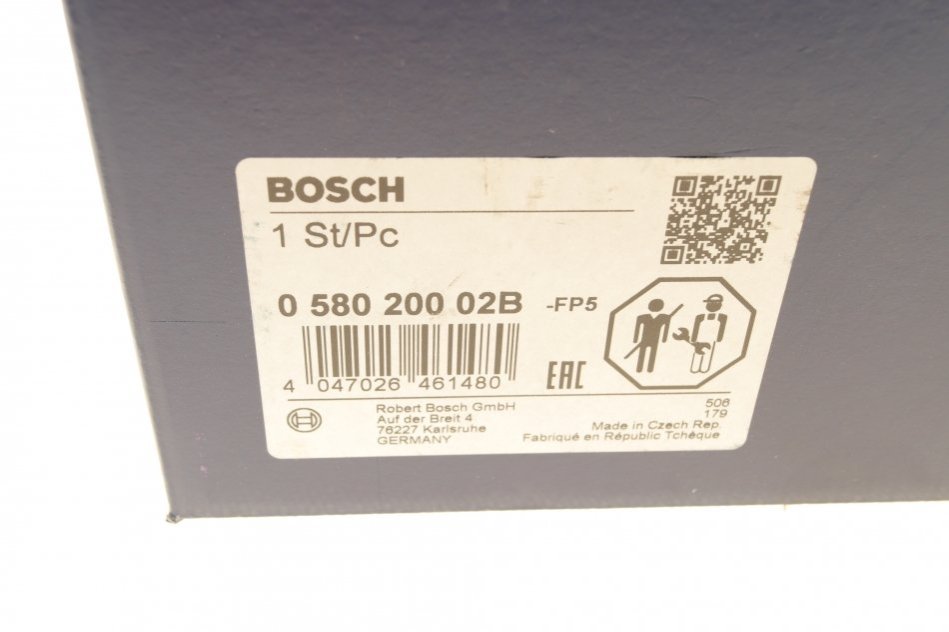 BOSCH
1 St/Pc
0 580 200 02B -FP5
4 047026 461480
EAC
Robert Bosch GmbH
Auf der Breit 4
76227 Karlsruhe
GERMANY
506
179
Made in Czech Rep.
Fabriqué en Républic Tchèque